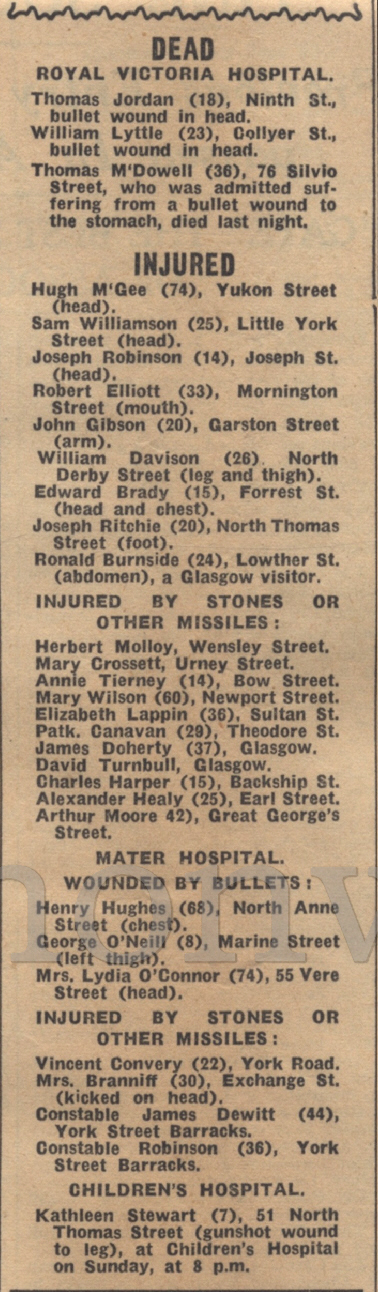 DEAD
ROYAL VICTORIA HOSPITAL.
Thomas Jordan (18), Ninth St.,
bullet wound in head.
William Lyttle (23), Collyer St.,
bullet wound in head.
Thomas M'Dowell (36), 76 Silvio
Street, who was admitted suf-
fering from a bullet wound to
the stomach, died last night.
INJURED
Hugh M'Gee (74), Yukon Street
(head).
Sam Williamson (25), Little York
Street (head).
Joseph Robinson (14), Joseph St.
(head).
Robert Elliott (33), Mornington
Street (mouth).
John Gibson (20), Garston Street
(arm).
William Davison (26) North
Derby Street (leg and thigh).
Edward Brady (15), Forrest St.
(head and chest).
Joseph Ritchie (20), North Thomas
Street (foot).
Ronald Burnside (24), Lowther St.
(abdomen), a Glasgow visitor.
INJURED BY STONES OR
OTHER MISSILES:
Herbert Molloy, Wensley Street.
Mary Crossett, Urney Street.
Annie Tierney (14), Bow Street.
Mary Wilson (60), Newport Street.
Elizabeth Lappin (36), Sultan St.
Patk. Canavan (29), Theodore St.
James Doherty (37), Glasgow.
David Turnbull, Glasgow.
Charles Harper (15), Backship St.
Alexander Healy (25), Earl Street.
Arthur Moore 42), Great George's
Street.
MATER HOSPITAL.
WOUNDED BY BULLETS:
Henry Hughes (68), North Anne
Street (chest).
George O'Neill (8), Marine Street
(left thigh).
Mrs. Lydia O'Connor (74), 55 Vere
Street (head).
INJURED BY STONES OR
OTHER MISSILES:
Vincent Convery (22), York Road.
Mrs. Branniff (30), Exchange St.
(kicked on head).
Constable James Dewitt (44),
York Street Barracks.
Constable Robinson (36), York
Street Barracks.
CHILDREN'S HOSPITAL.
Kathleen Stewart (7), 51 North
Thomas Street (gunshot wound
to leg), at Children's Hospital
on Sunday, at 8 p.m.